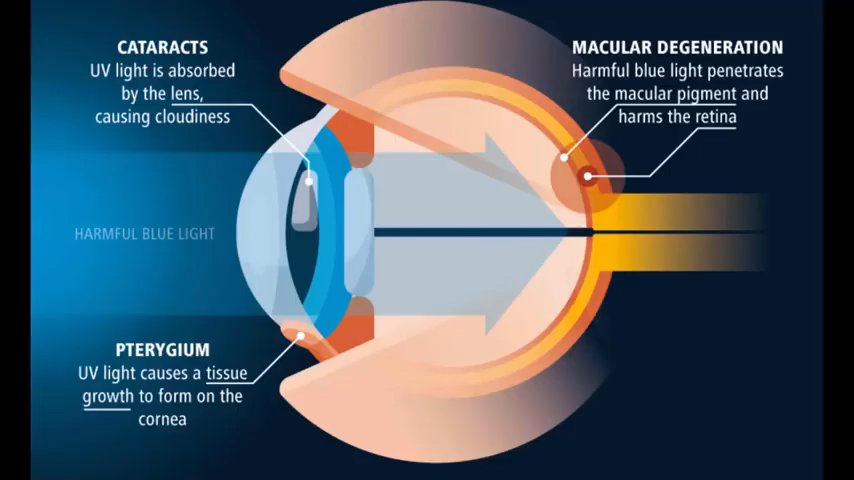 CATARACTS
UV light is absorbed
by the lens,
causing cloudiness
MACULAR DEGENERATION
Harmful blue light penetrates
the macular pigment and
harms the retina
HARMFUL BLUE LIGHT
PTERYGIUM
UV light causes a tissue
growth to form on the
cornea